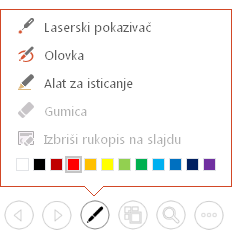 Laserski pokazivač
Olovka
Alat za isticanje
Gumica
Izbriši rukopis na slajdu